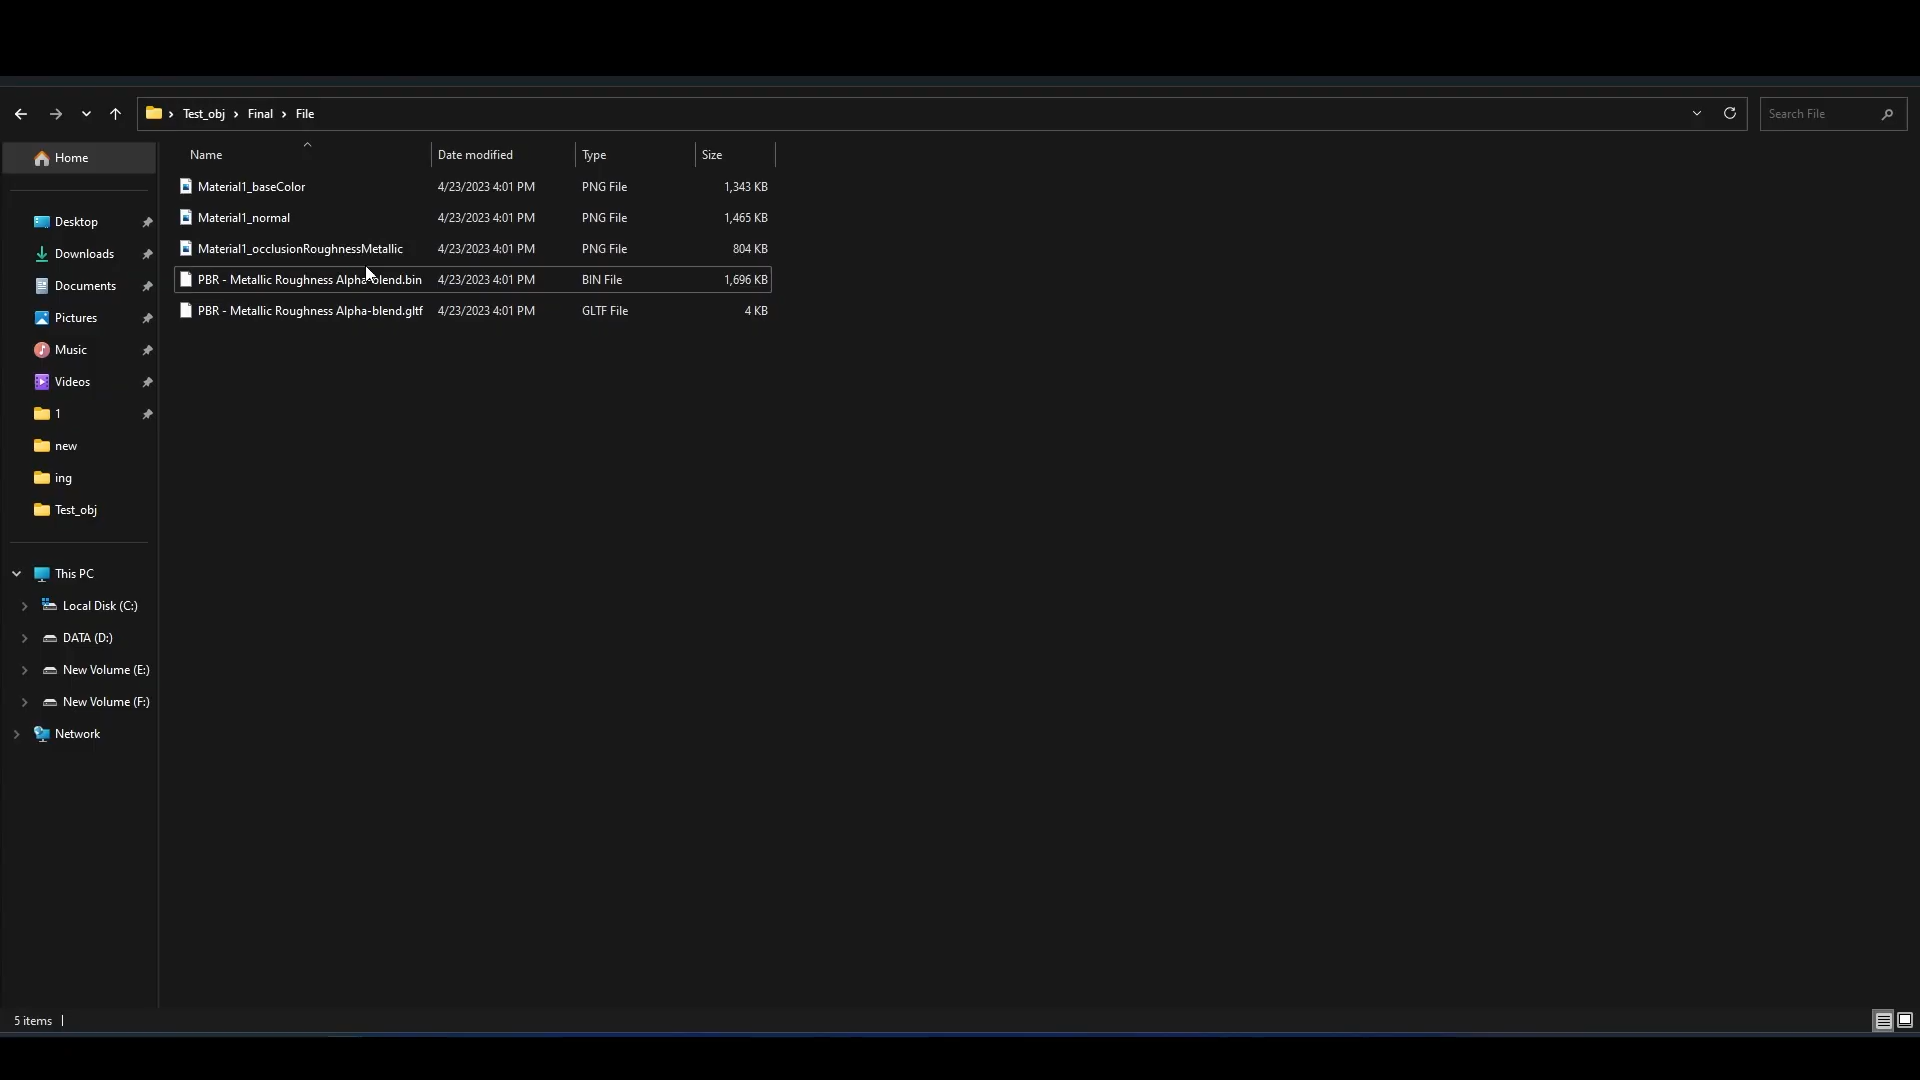 Test_obj > Final > File
Search File
Home
Name
Date modified
Type
Size
Material1_baseColor 4/23/2023 4:01 PM PNG File 1,343 KB
Material1_normal 4/23/2023 4:01 PM PNG File 1,465 KB
Material1_occlusionRoughnessMetallic 4/23/2023 4:01 PM PNG File 804 KB
PBR - Metallic Roughness Alpha-blend.bin 4/23/2023 4:01 PM BIN File 1,696 KB
PBR - Metallic Roughness Alpha-blend.gltf 4/23/2023 4:01 PM GLTF File 4 KB
Desktop
Downloads
Documents
Pictures
Music
Videos
1
new
ing
Test_obj
This PC
Local Disk (C:)
DATA (D:)
New Volume (E:)
New Volume (F:)
Network
5 items